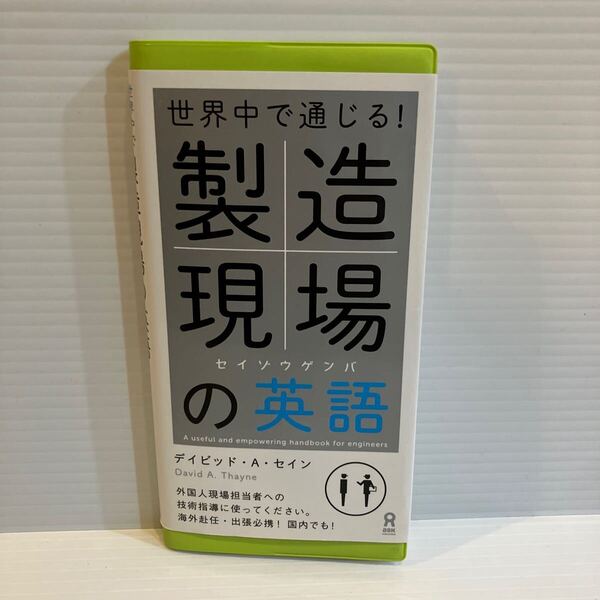 世界中で通じる!
製造
現場
セイゾウゲンバ
の英語
A useful and empowering handbook for engineers
デイビッド・A・セイン
David A. Thayne
外国人現場担当者への
技術指導に使ってください。
海外赴任・出張必携! 国内でも!
ask